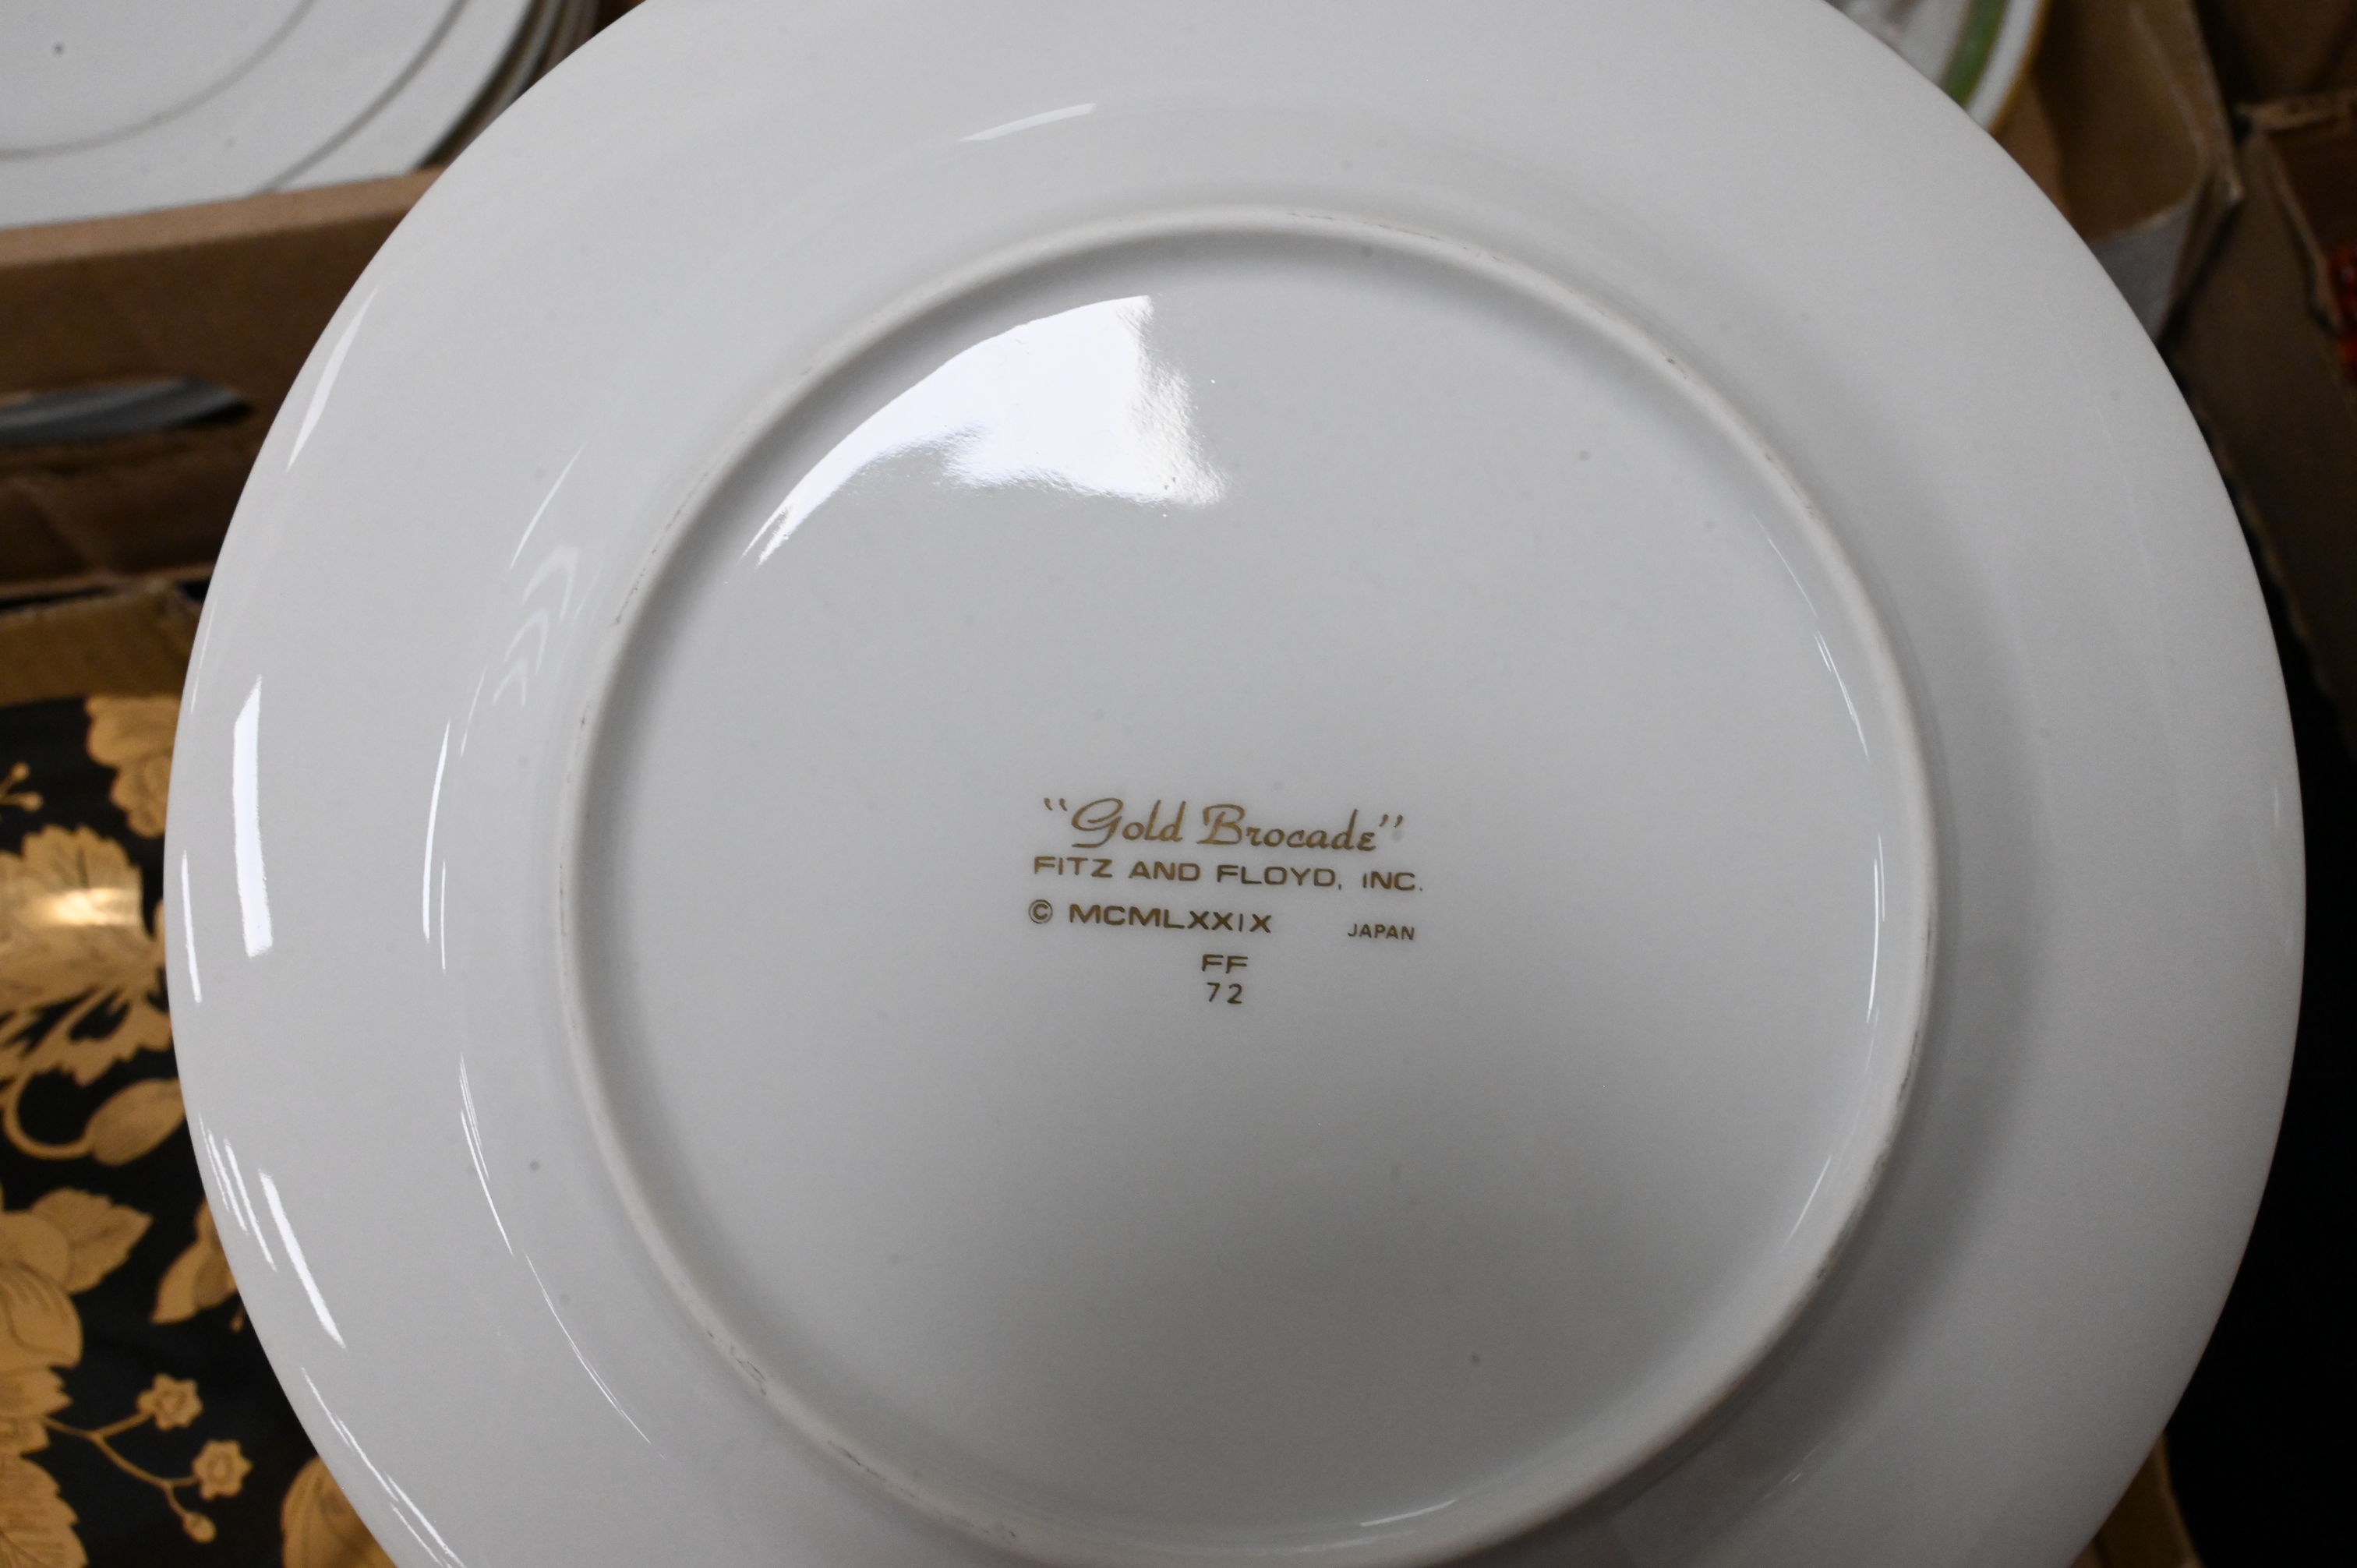 "Gold Brocade"
FITZ AND FLOYD, INC.
© MCMLXXIX JAPAN
FF
72